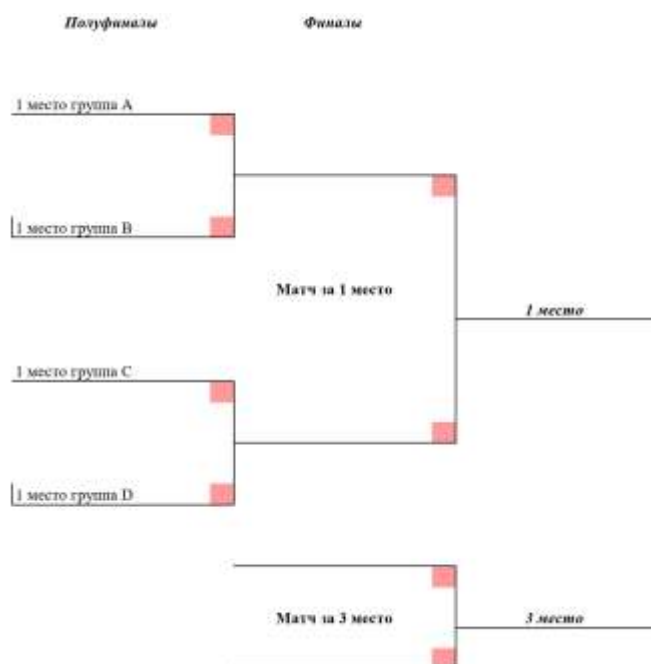 Полуфиналы
Финалы
1 место группа A
1 место группа B
Матч за 1 место
1 место
1 место группа C
1 место группа D
Матч за 3 место
3 место